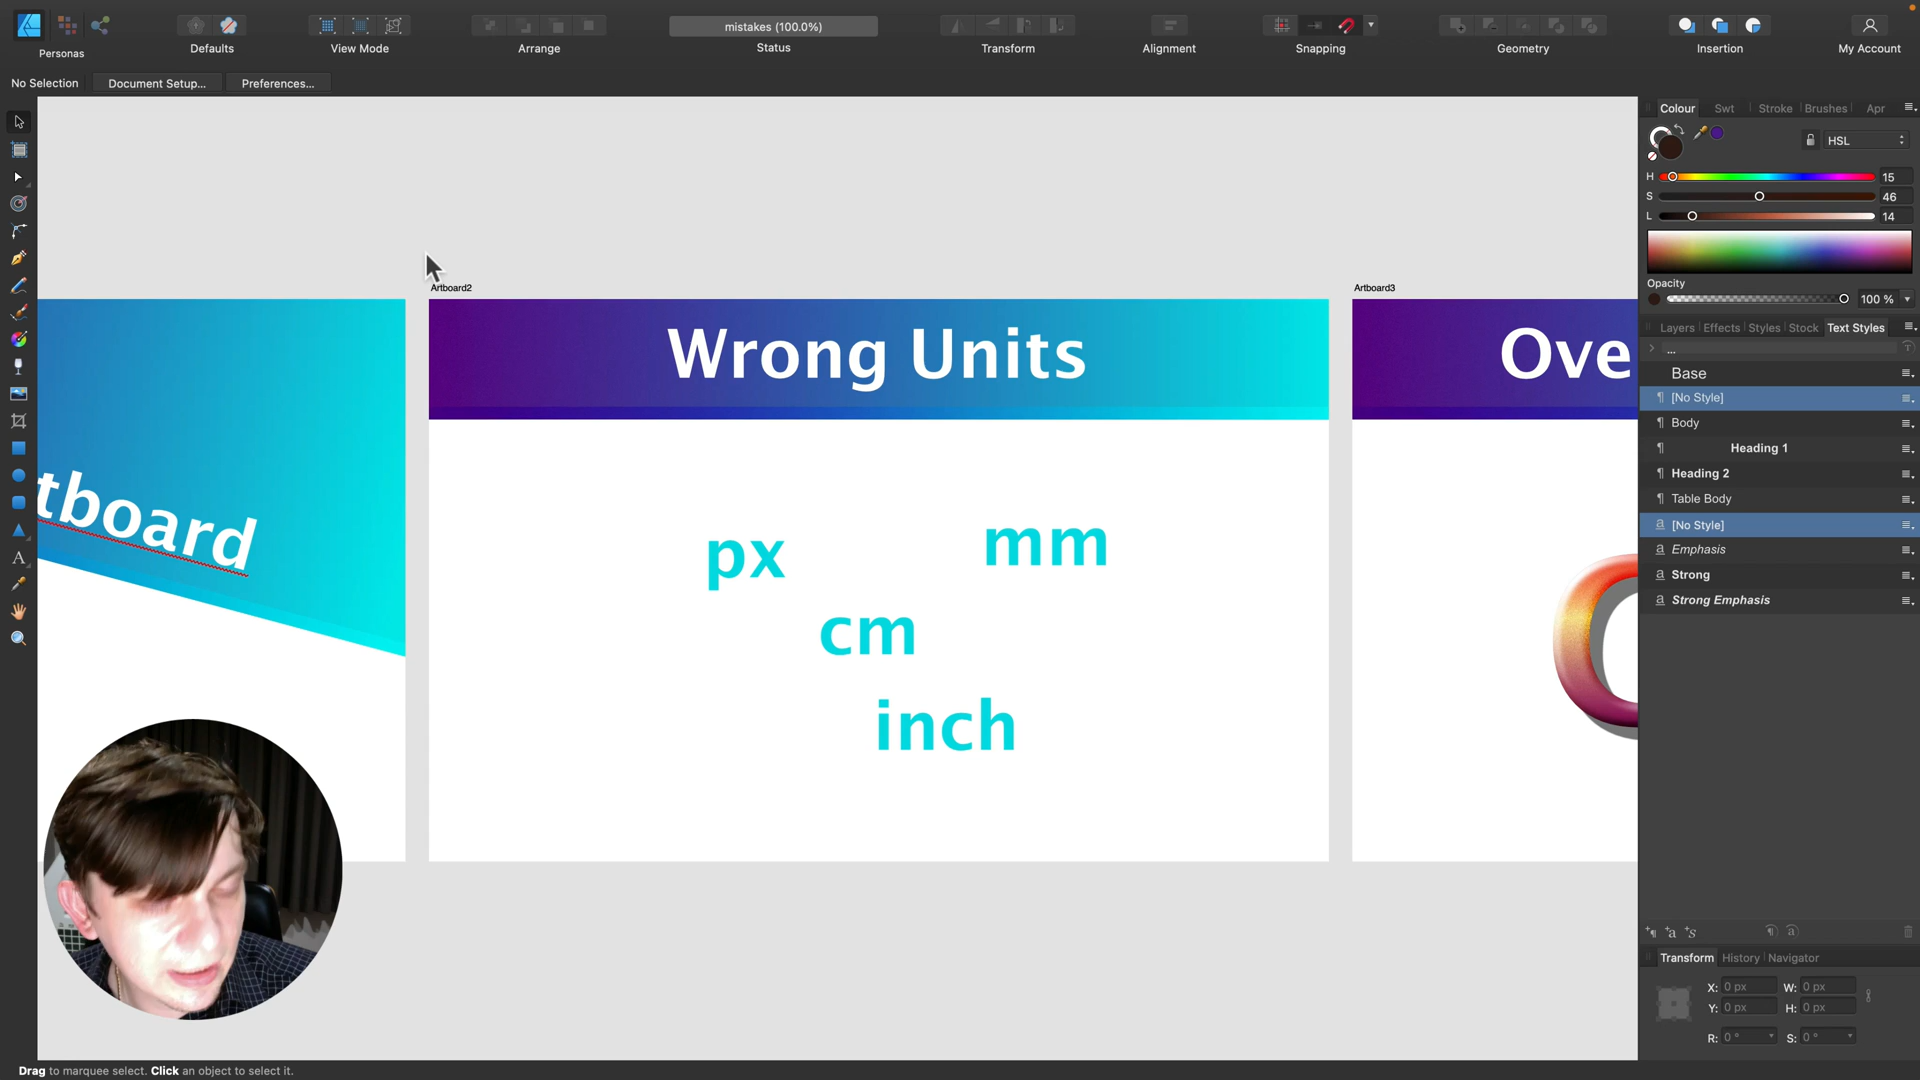 mistakes (100.0%)
Personas
Defaults
View Mode
Arrange
Status
Transform
Alignment
Snapping
Geometry
Insertion
My Account
No Selection
Document Setup...
Preferences...
Colour
Swt
Stroke
Brushes
Apr
HSL
H
15
S
46
L
14
Opacity
100 %
Layers
Effects
Styles
Stock
Text Styles
...
Base
[No Style]
Body
Heading 1
Heading 2
Table Body
[No Style]
Emphasis
Strong
Strong Emphasis
Artboard2
Artboard3
Wrong Units
Ove
tboard
px
mm
cm
inch
Transform
History
Navigator
X: 0 px
W: 0 px
Y: 0 px
H: 0 px
R: 0 °
S: 0 °
Drag to marquee select. Click an object to select it.